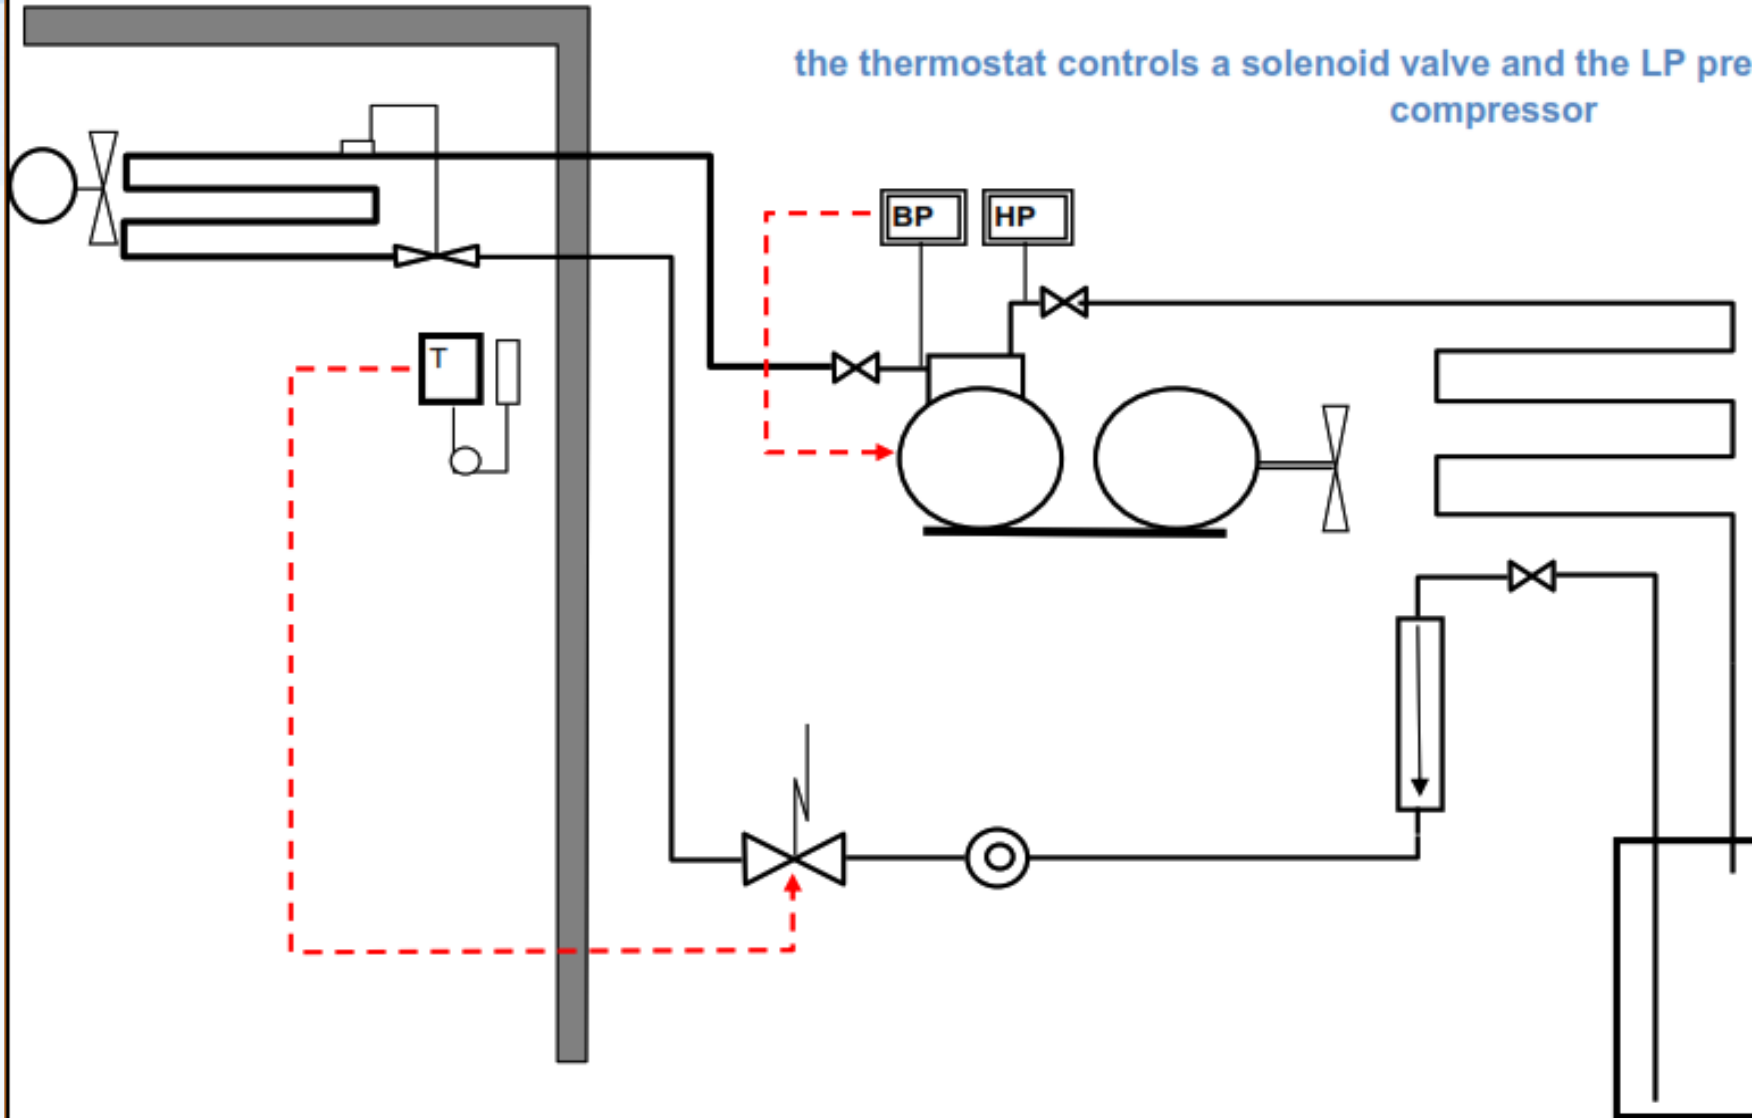 the thermostat controls a solenoid valve and the LP pre
compressor
BP HP
T